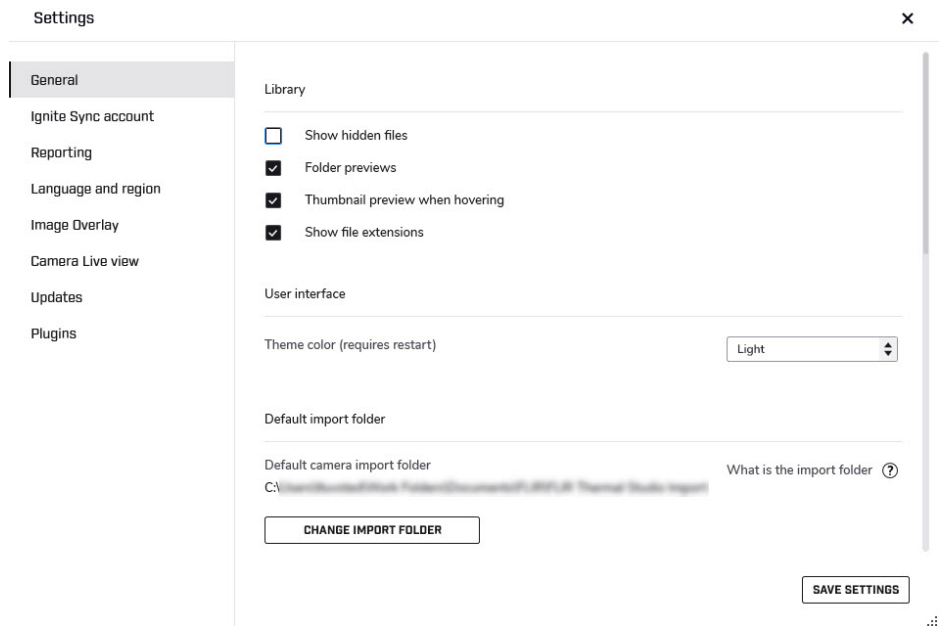 Settings
General
Ignite Sync account
Reporting
Language and region
Image Overlay
Camera Live view
Updates
Plugins
Library
Show hidden files
Folder previews
Thumbnail preview when hovering
Show file extensions
User interface
Theme color (requires restart)
Light
Default import folder
Default camera import folder
What is the import folder ?
C:\
CHANGE IMPORT FOLDER
SAVE SETTINGS